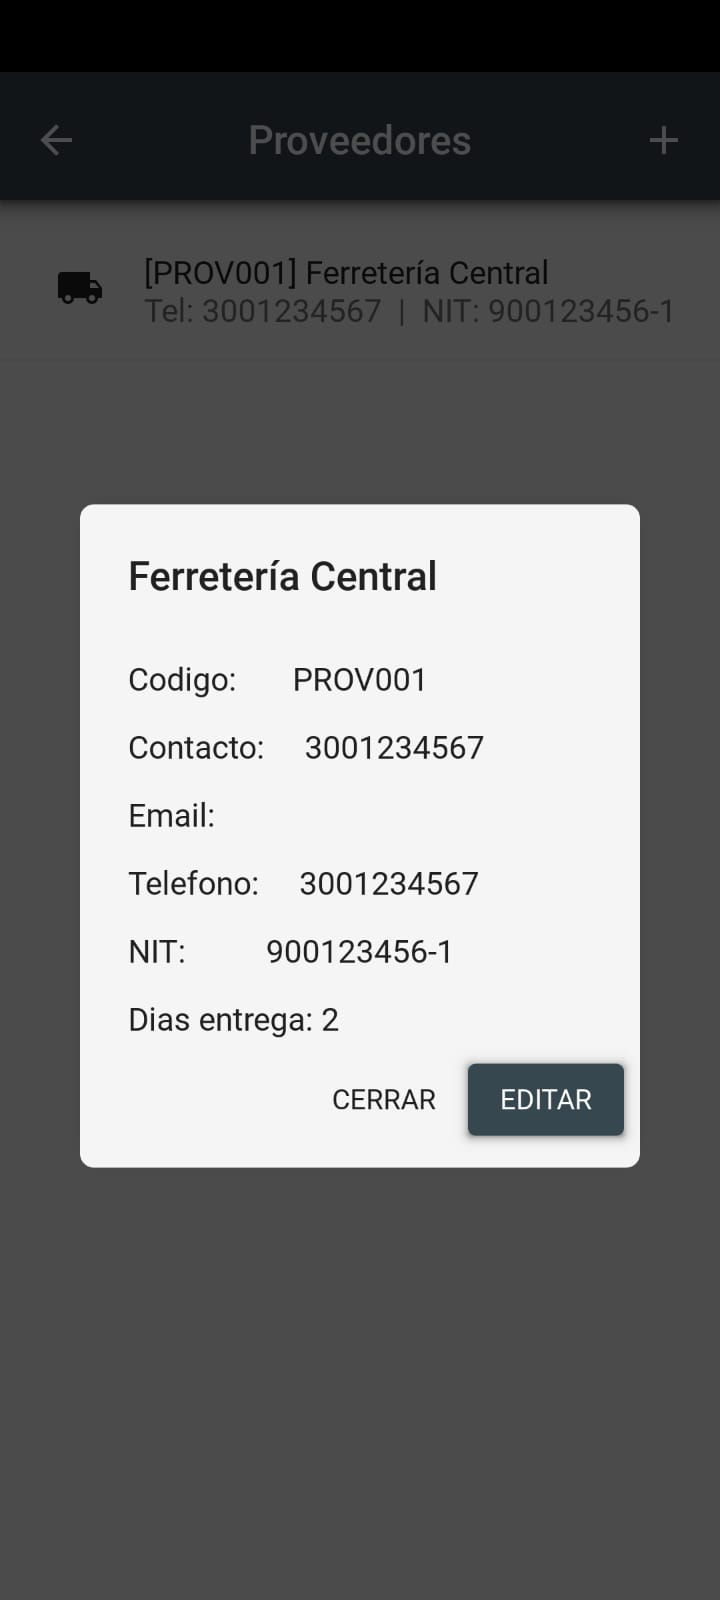 Proveedores
[PROV001] Ferretería Central
Tel: 3001234567 | NIT: 900123456-1
Ferretería Central
Codigo: PROV001
Contacto: 3001234567
Email:
Telefono: 3001234567
NIT: 900123456-1
Dias entrega: 2
CERRAR EDITAR